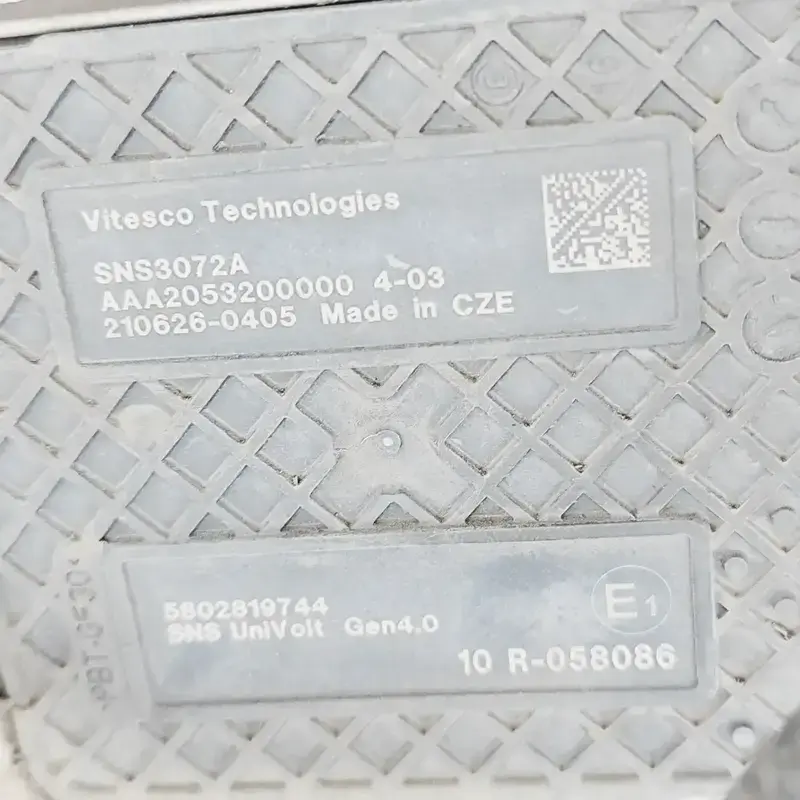 Vitesco Technologies
SNS3072A
AAA2053200000 4-03
210626-0405 Made in CZE
5802819744
SNS UniVolt Gen4.0
E1
10 R-058086